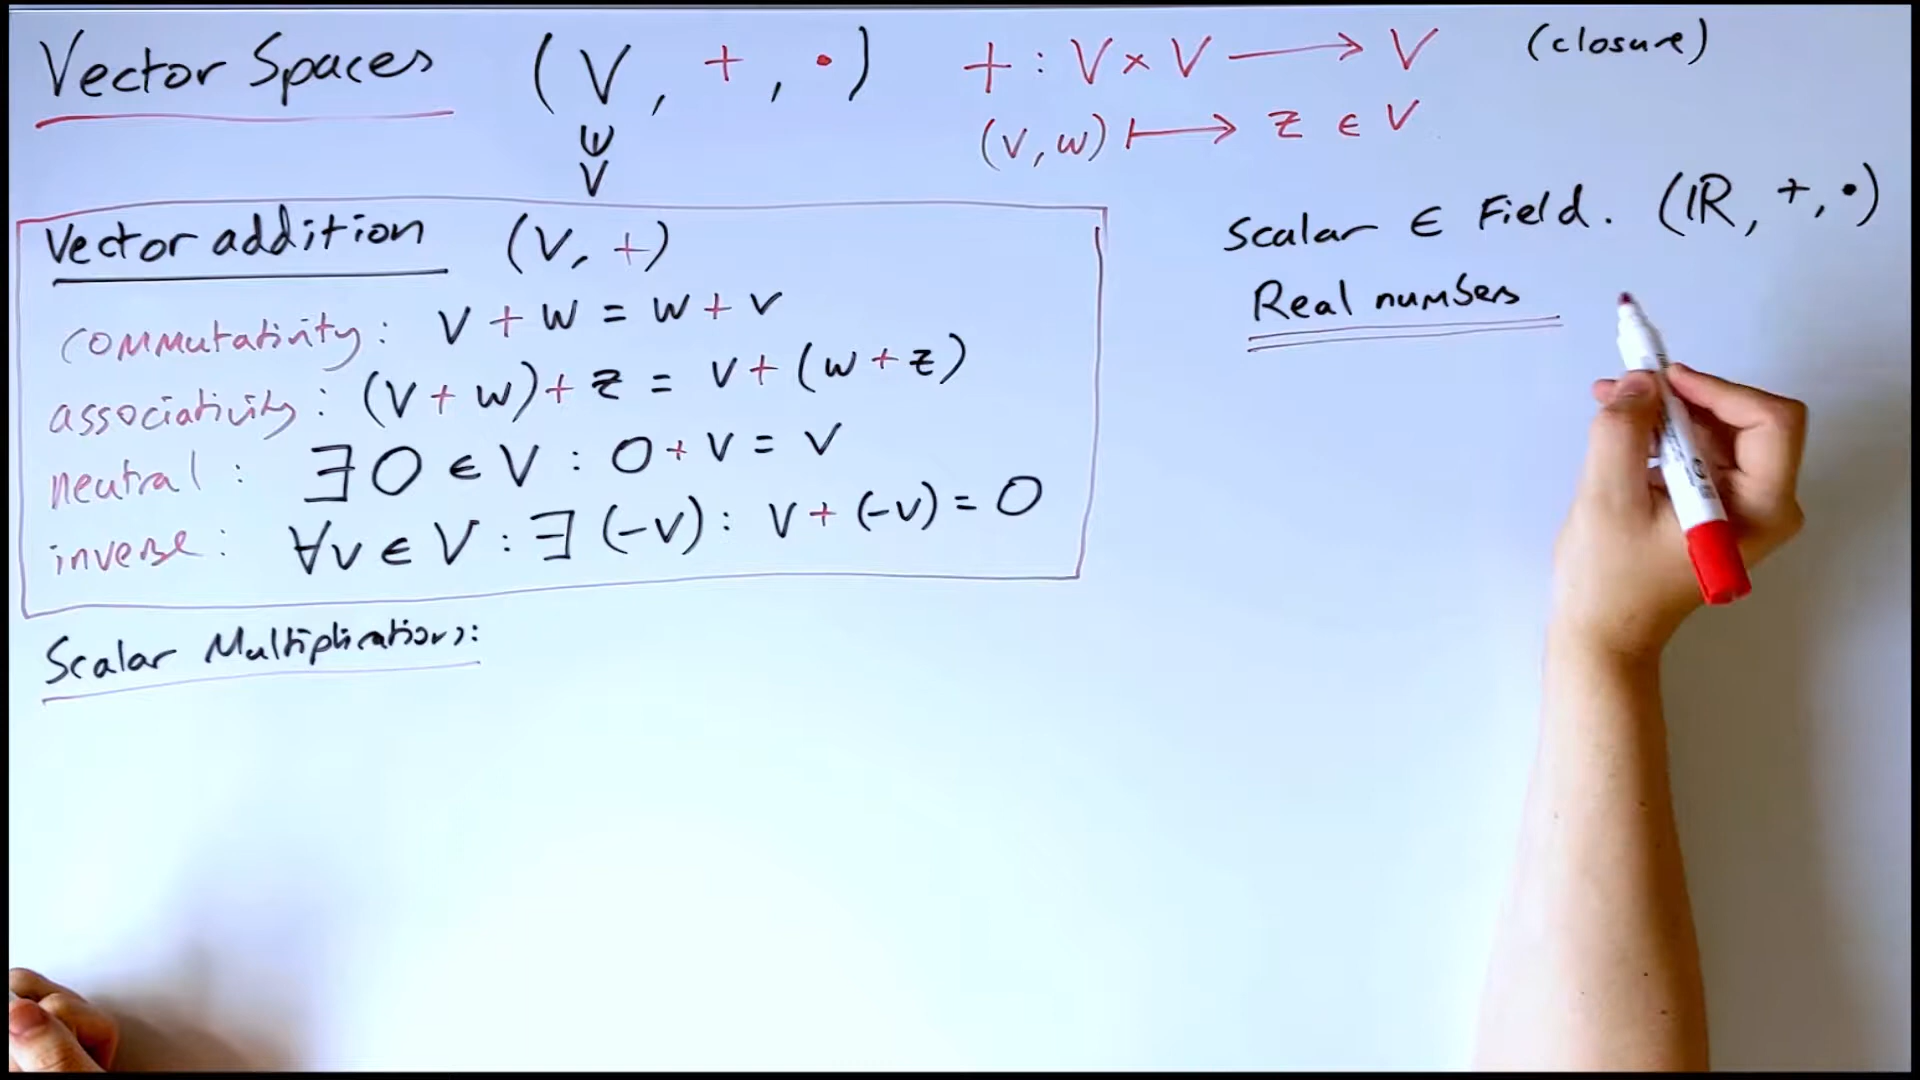 Vector Spaces (V, +, •) + : V × V ⟶ V (closure)
(v, w) ⟼ z ∈ V
ψ
v
Vector addition (V, +)
Scalar ∈ Field. (ℝ, +, •)
Real numbers
commutativity: v + w = w + v
associativity: (v + w) + z = v + (w + z)
neutral: ∃ 0 ∈ V : 0 + v = v
inverse: ∀v ∈ V : ∃ (-v) : v + (-v) = 0
Scalar Multiplication: